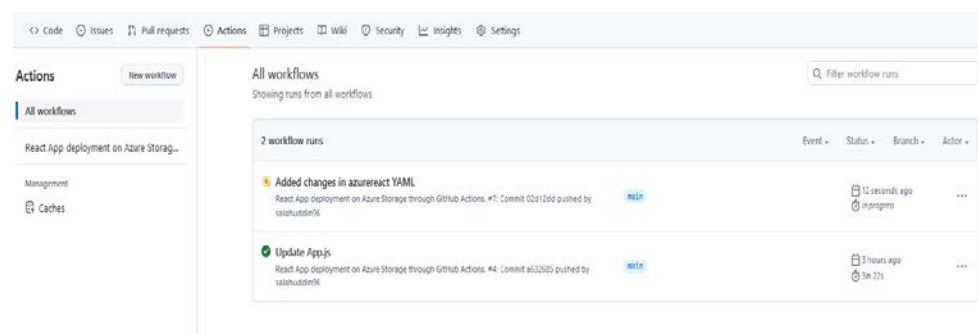 Code Issues Pull requests Actions Projects Wiki Security Insights Settings
Actions New workflow
All workflows
React App deployment on Azure Storag...
Management
Caches
All workflows
Showing runs from all workflows
Filter workflow runs
2 workflow runs Event Status Branch Actor
Added changes in azurereact YAML
React App deployment on Azure Storage through GitHub Actions. #7: Commit 02d12dd pushed by
salahuddin96
main
12 seconds ago
In progress
...
Update App.js
React App deployment on Azure Storage through GitHub Actions. #4: Commit a632605 pushed by
salahuddin96
main
3 hours ago
3m 22s
...